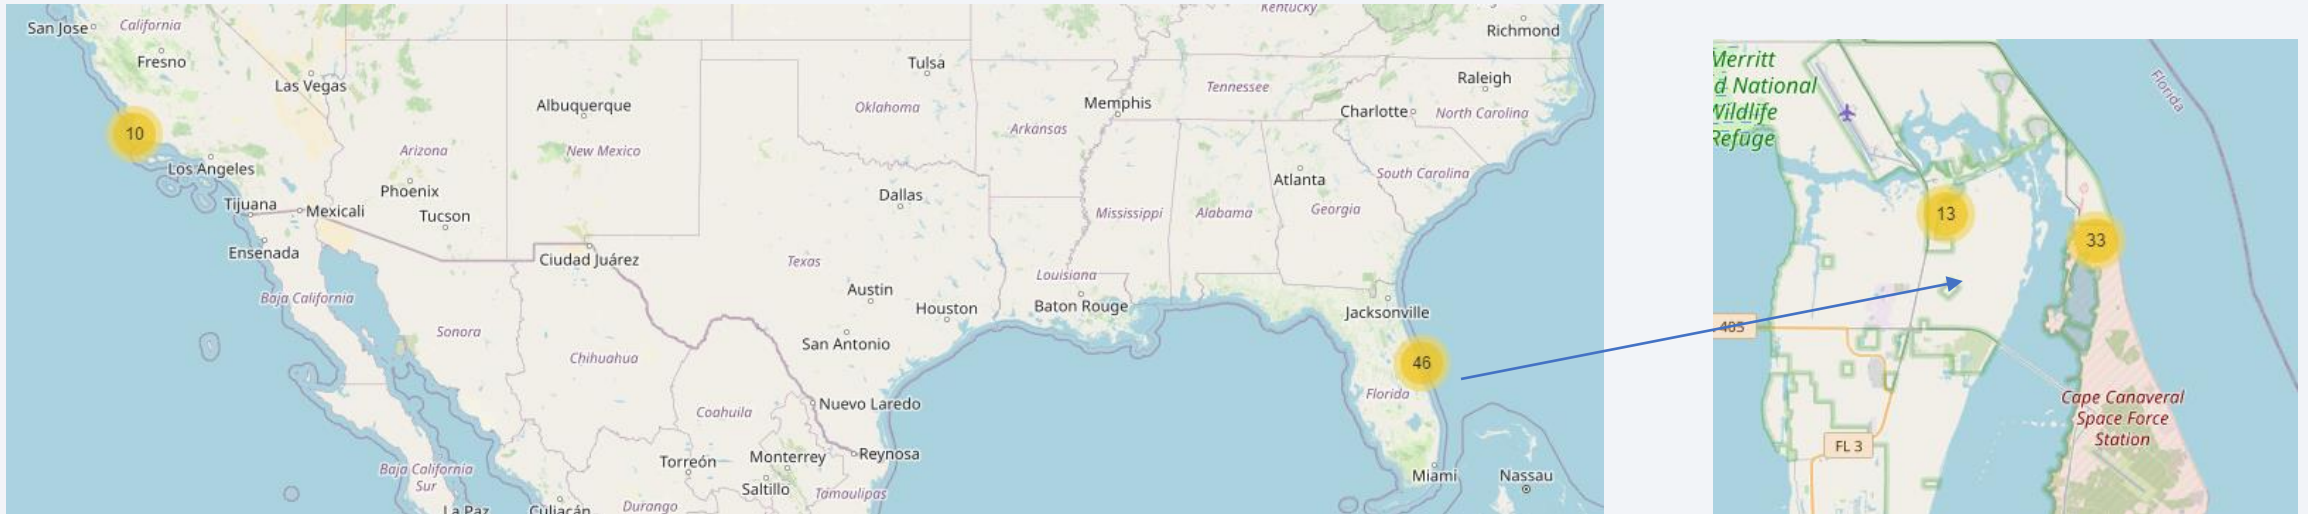 San Jose
California
Kentucky
Richmond
Fresno
Las Vegas
Tulsa
Raleigh
Albuquerque
Oklahoma
Memphis
Tennessee
Charlotte
North Carolina
10
Arkansas
Los Angeles
Arizona
New Mexico
Phoenix
Dallas
Atlanta
South Carolina
Tijuana
Mexicali
Tucson
Mississippi
Alabama
Georgia
Ensenada
Ciudad Juárez
Texas
Louisiana
Baja California
Austin
Houston
Baton Rouge
Jacksonville
Sonora
Chihuahua
San Antonio
46
Florida
Coahuila
Nuevo Laredo
Baja California
Sur
Torreón
Monterrey
Reynosa
Miami
Nassau
Saltillo
Tamaulipas
La Paz
Culiacán
Durango
Merritt
d National
Wildlife
Refuge
Florida
13
33
405
Cape Canaveral
Space Force
Station
FL 3